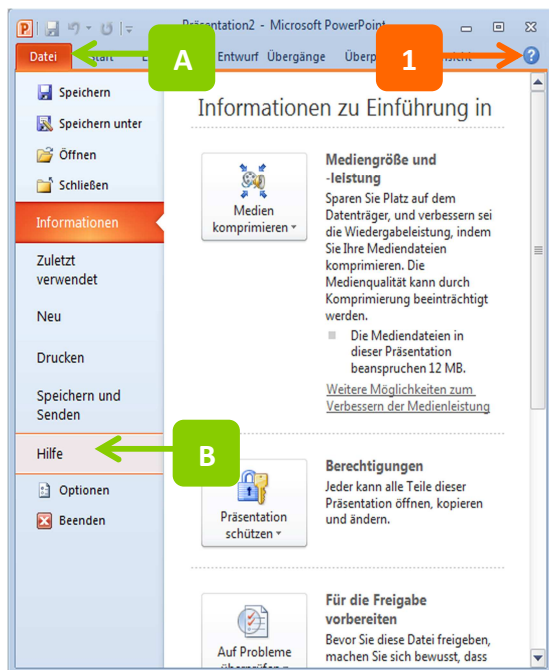 Präsentation2 - Microsoft PowerPoint
Datei Start Entwurf Übergänge
A
1
Speichern
Speichern unter
Öffnen
Schließen
Informationen
Zuletzt
verwendet
Neu
Drucken
Speichern und
Senden
Hilfe
B
Optionen
Beenden
Informationen zu Einführung in
Medien
komprimieren
Mediengröße und
-leistung
Sparen Sie Platz auf dem
Datenträger, und verbessern sei
die Wiedergabeleistung, indem
Sie Ihre Mediendateien
komprimieren. Die
Medienqualität kann durch
Komprimierung beeinträchtigt
werden.
Die Mediendateien in
dieser Präsentation
beanspruchen 12 MB.
Weitere Möglichkeiten zum
Verbessern der Medienleistung
Präsentation
schützen
Berechtigungen
Jeder kann alle Teile dieser
Präsentation öffnen, kopieren
und ändern.
Auf Probleme
Für die Freigabe
vorbereiten
Bevor Sie diese Datei freigeben,
machen Sie sich bewusst, dass